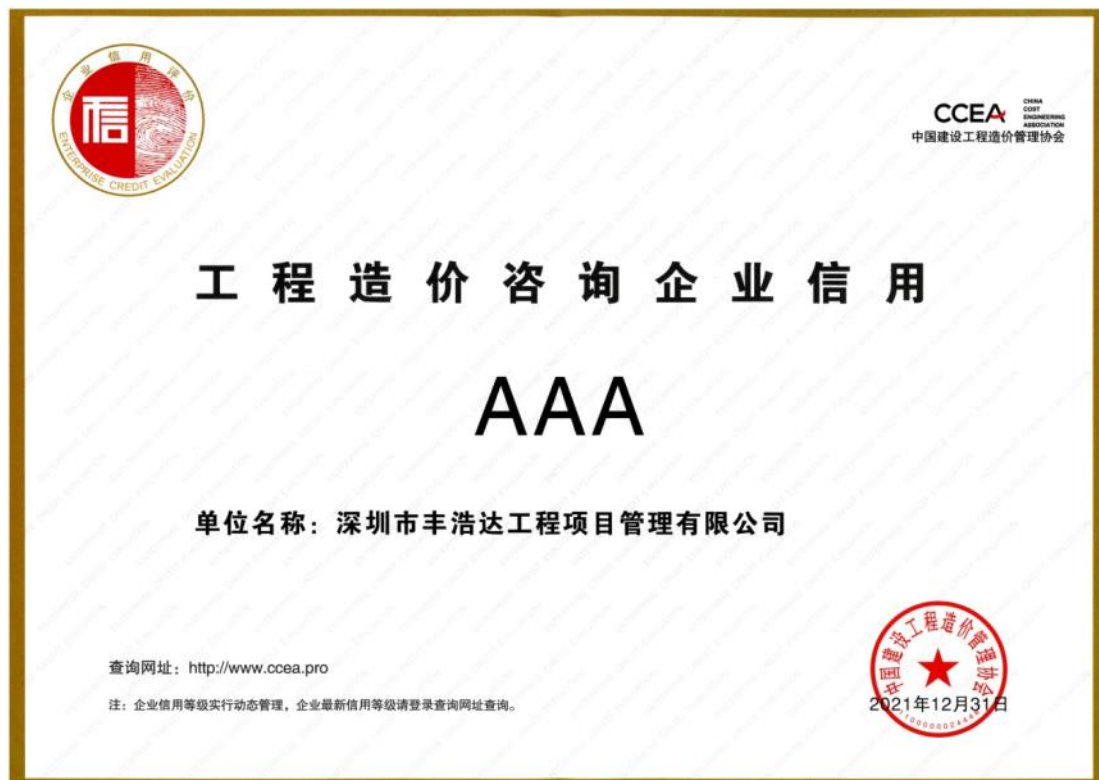 企业信用评价
信
ENTERPRISE CREDIT EVALUATION
CCEA
CHINA
COST
ENGINEERING
ASSOCIATION
中国建设工程造价管理协会
工程造价咨询企业信用
AAA
单位名称：深圳市丰浩达工程项目管理有限公司
查询网址：http://www.ccea.pro
注：企业信用等级实行动态管理，企业最新信用等级请登录查询网址查询。
中国建设工程造价管理协会
2021年12月31日